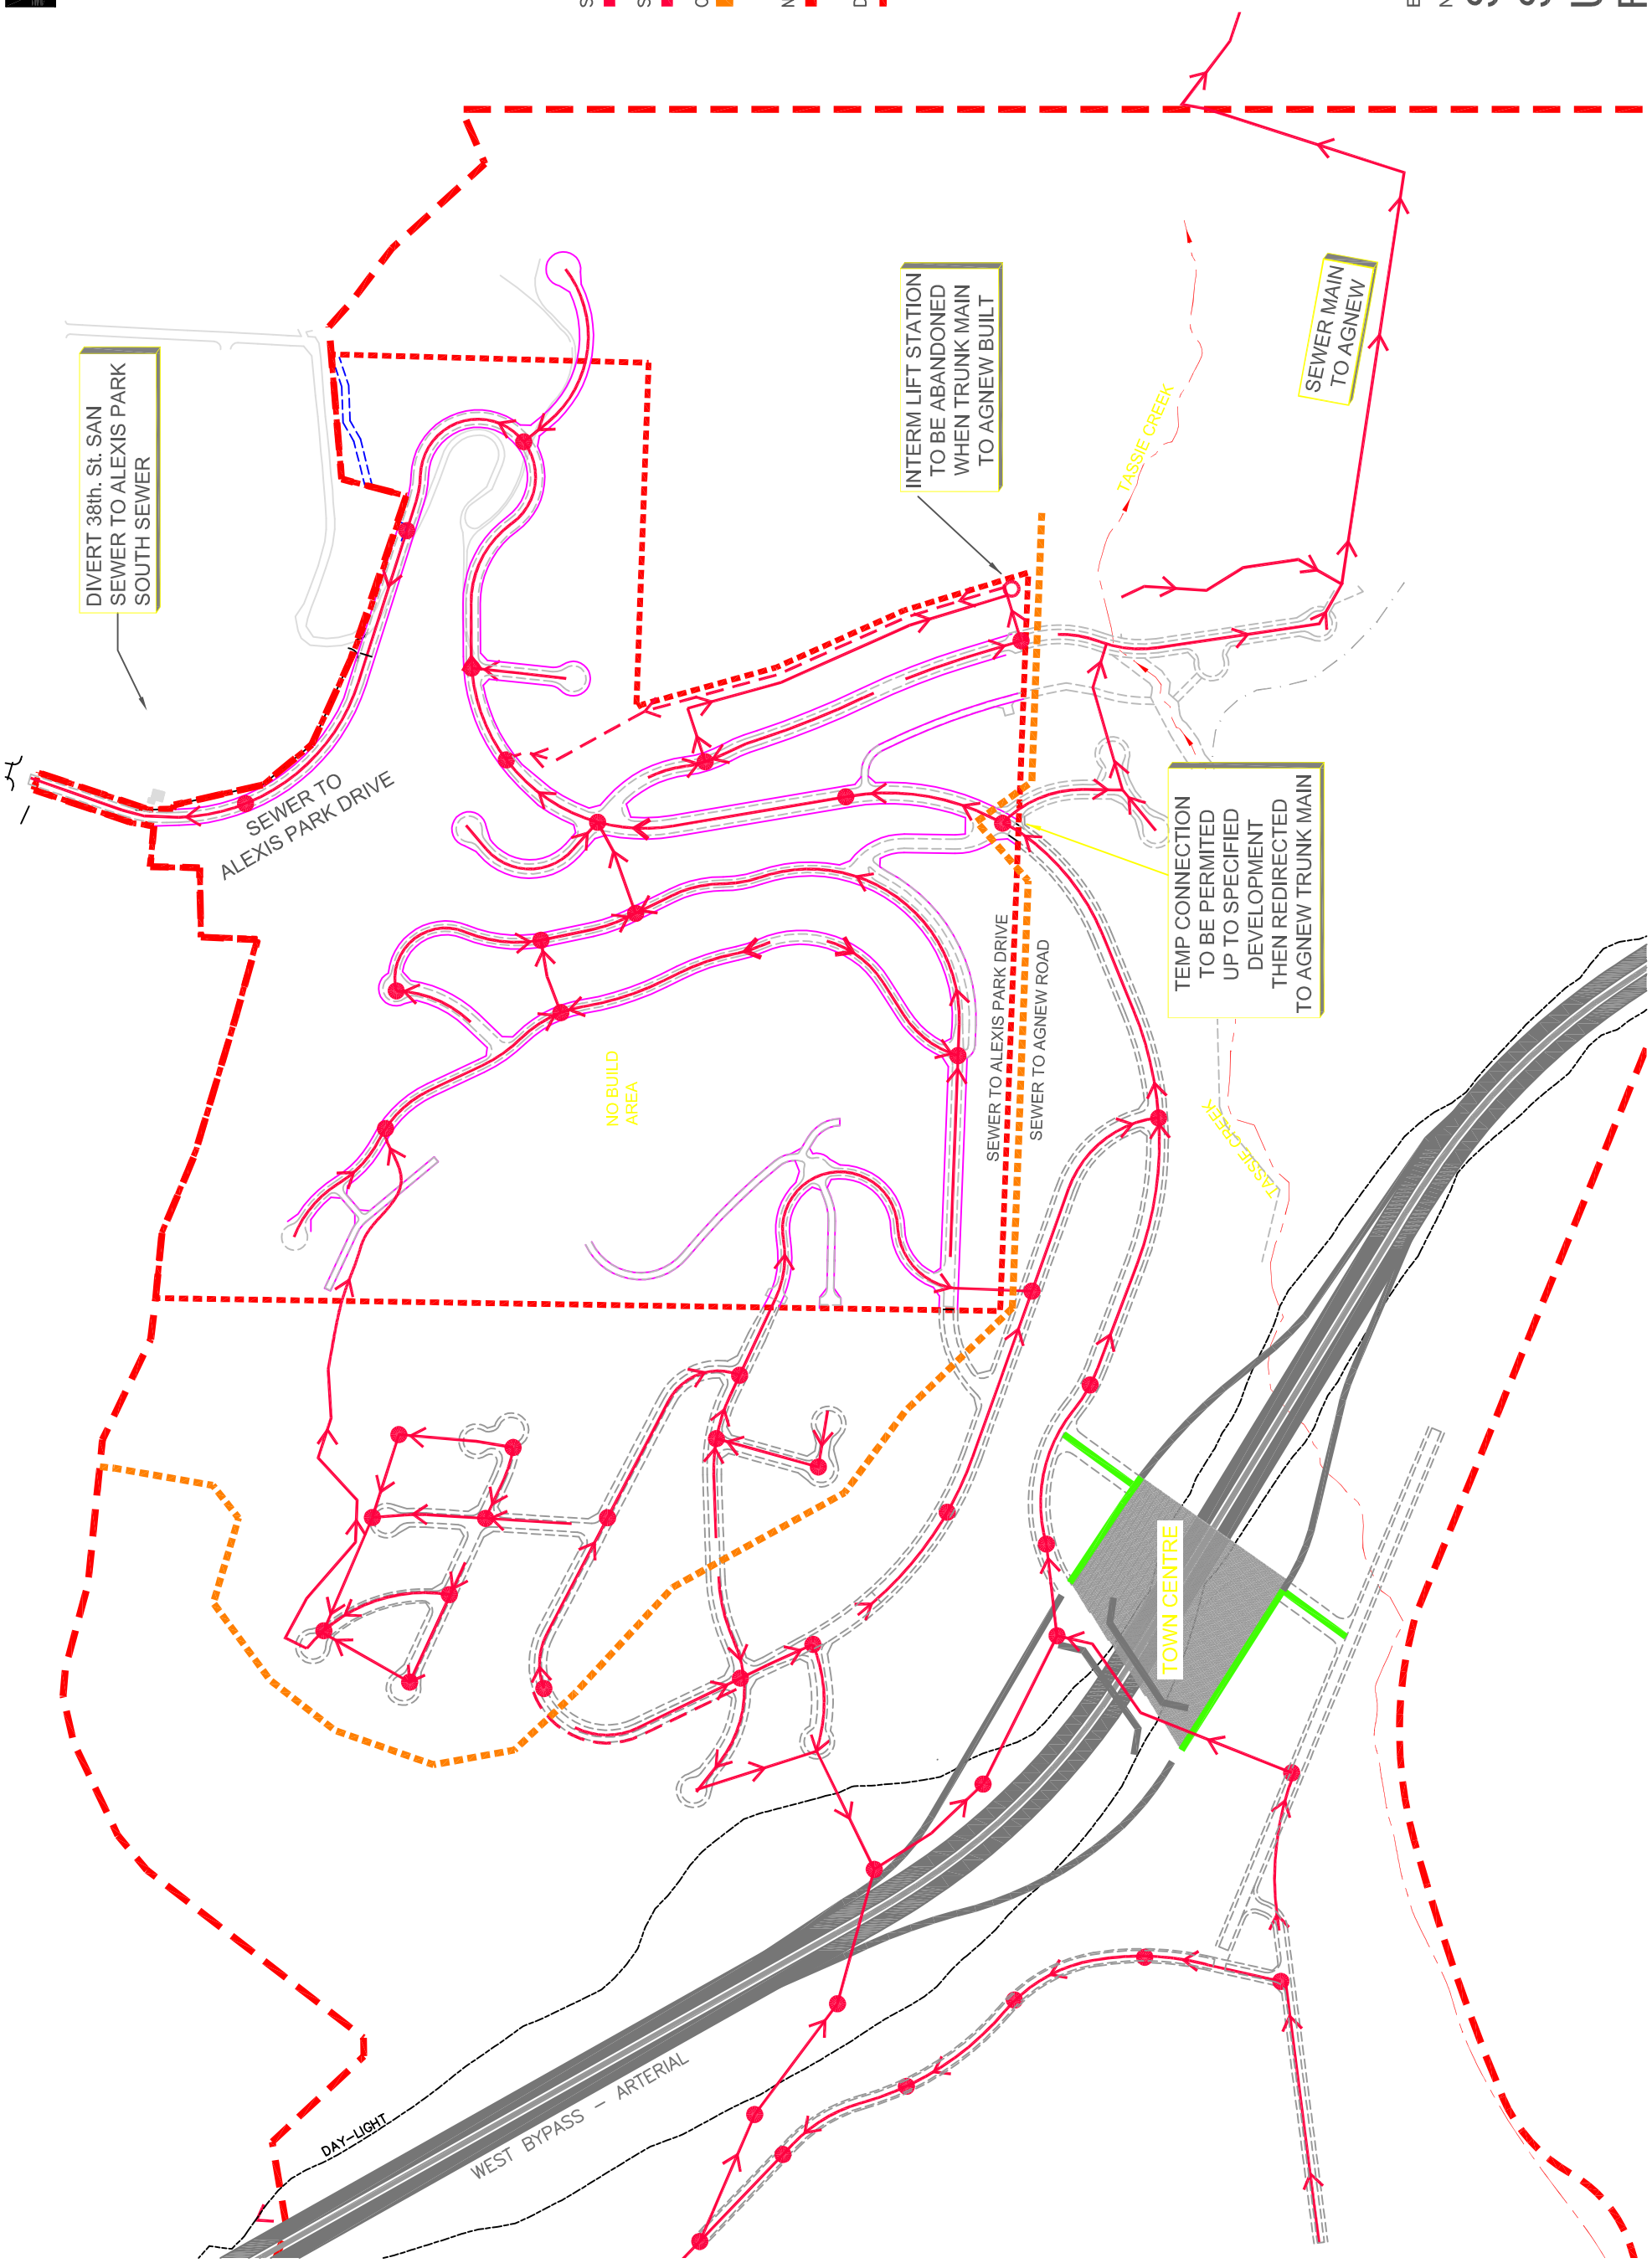 DIVERT 38th. St. SAN
SEWER TO ALEXIS PARK
SOUTH SEWER
SEWER TO
ALEXIS PARK DRIVE
INTERM LIFT STATION
TO BE ABANDONED
WHEN TRUNK MAIN
TO AGNEW BUILT
SEWER MAIN
TO AGNEW
TASSIE CREEK
TEMP CONNECTION
TO BE PERMITED
UP TO SPECIFIED
DEVELOPMENT
THEN REDIRECTED
TO AGNEW TRUNK MAIN
NO BUILD
AREA
SEWER TO ALEXIS PARK DRIVE
SEWER TO AGNEW ROAD
TASSIE CREEK
TOWN CENTRE
DAY-LIGHT
WEST BYPASS - ARTERIAL